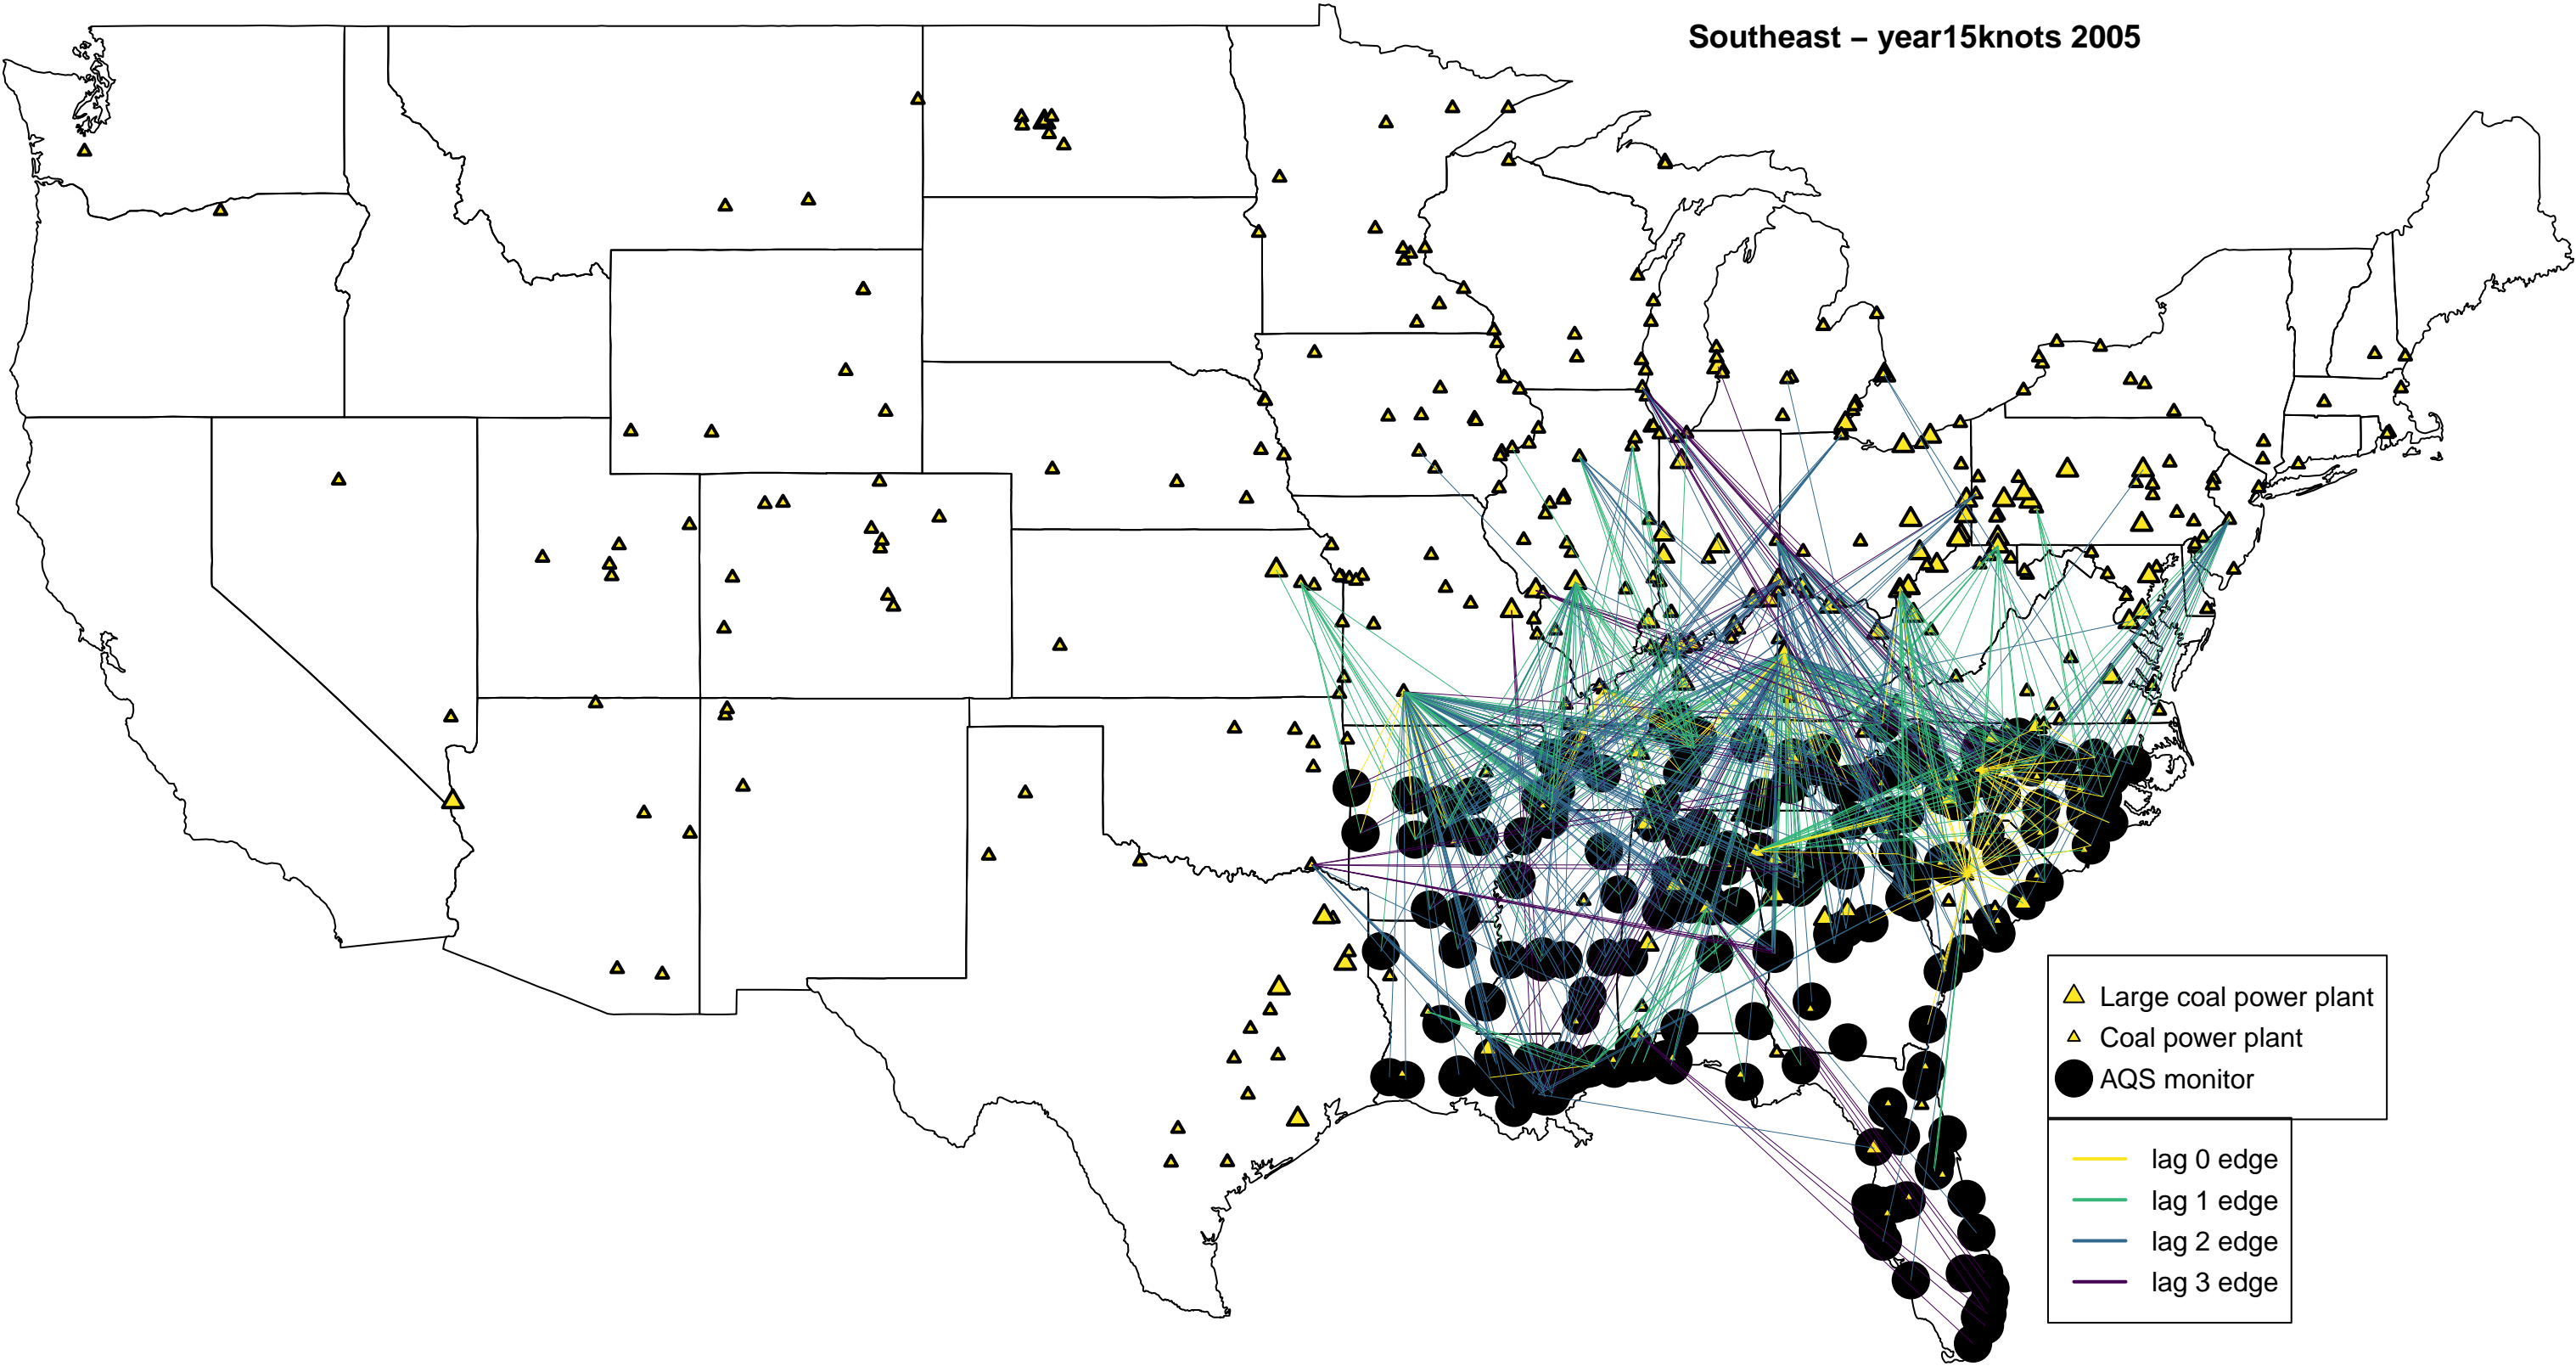 Southeast – year15knots 2005
Large coal power plant
Coal power plant
AQS monitor
lag 0 edge
lag 1 edge
lag 2 edge
lag 3 edge